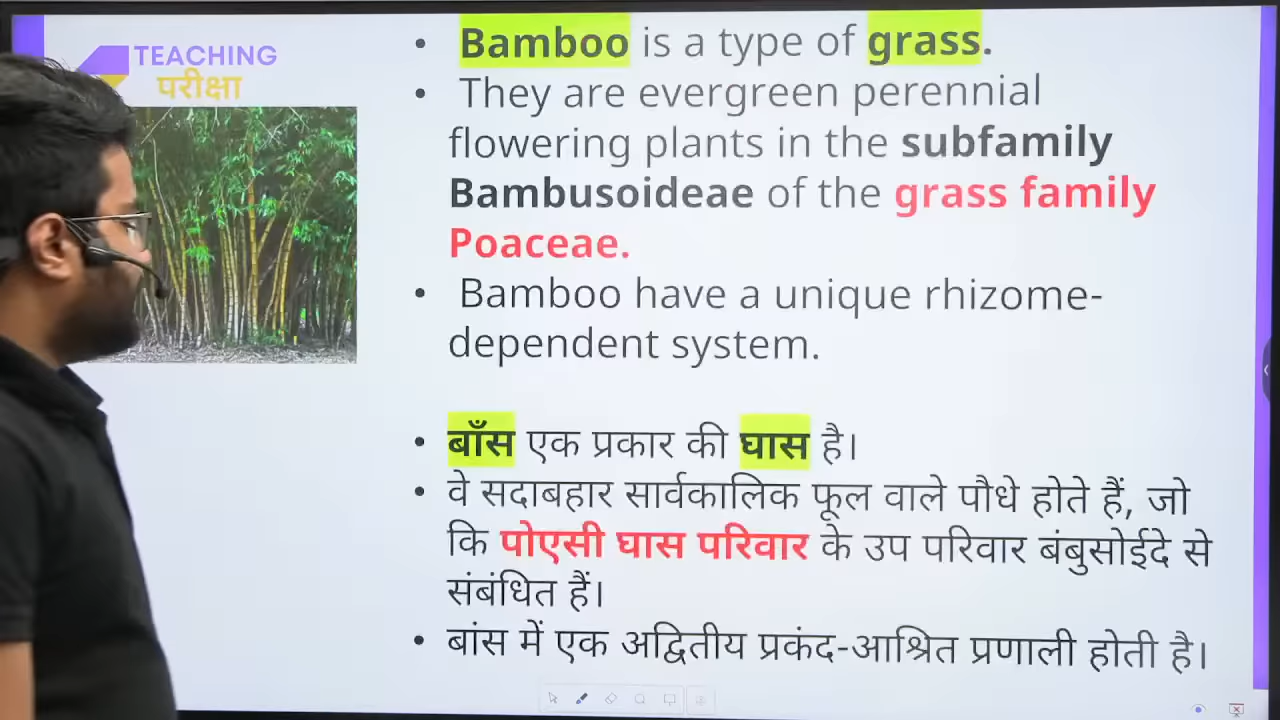 TEACHING
परीक्षा
• Bamboo is a type of grass.
• They are evergreen perennial
flowering plants in the subfamily
Bambusoideae of the grass family
Poaceae.
• Bamboo have a unique rhizome-
dependent system.
• बाँस एक प्रकार की घास है।
• वे सदाबहार सार्वकालिक फूल वाले पौधे होते हैं, जो
कि पोएसी घास परिवार के उप परिवार बंबुसोईदे से
संबंधित हैं।
• बांस में एक अद्वितीय प्रकंद-आश्रित प्रणाली होती है।